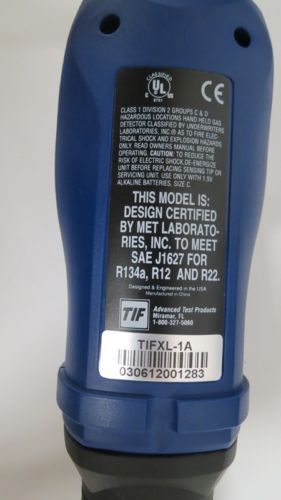 CLASSIFIED
UL
C
US
CLASS 1 DIVISION 2 GROUPS C & D
HAZARDOUS LOCATIONS HAND HELD GAS
DETECTOR CLASSIFIED BY UNDERWRITERS
LABORATORIES, INC.® AS TO FIRE ELEC-
TRICAL SHOCK AND EXPLOSION HAZARDS
ONLY READ OWNERS MANUAL BEFORE
OPERATION. CAUTION: TO REDUCE THE
RISK OF ELECTRIC SHOCK,DE-ENERGIZE
UNIT BEFORE REPLACING SENSING TIP OR
SERVICING UNIT. USE ONLY WITH 1.5V
ALKALINE BATTERIES, SIZE C.
THIS MODEL IS:
DESIGN CERTIFIED
BY MET LABORATO-
RIES, INC. TO MEET
SAE J1627 FOR
R134a, R12 AND R22.
Designed & Engineered in the USA
Manufactured in China
TIF
Advanced Test Products
Miramar, FL
1-800-327-5060
TIFXL-1A
030612001283